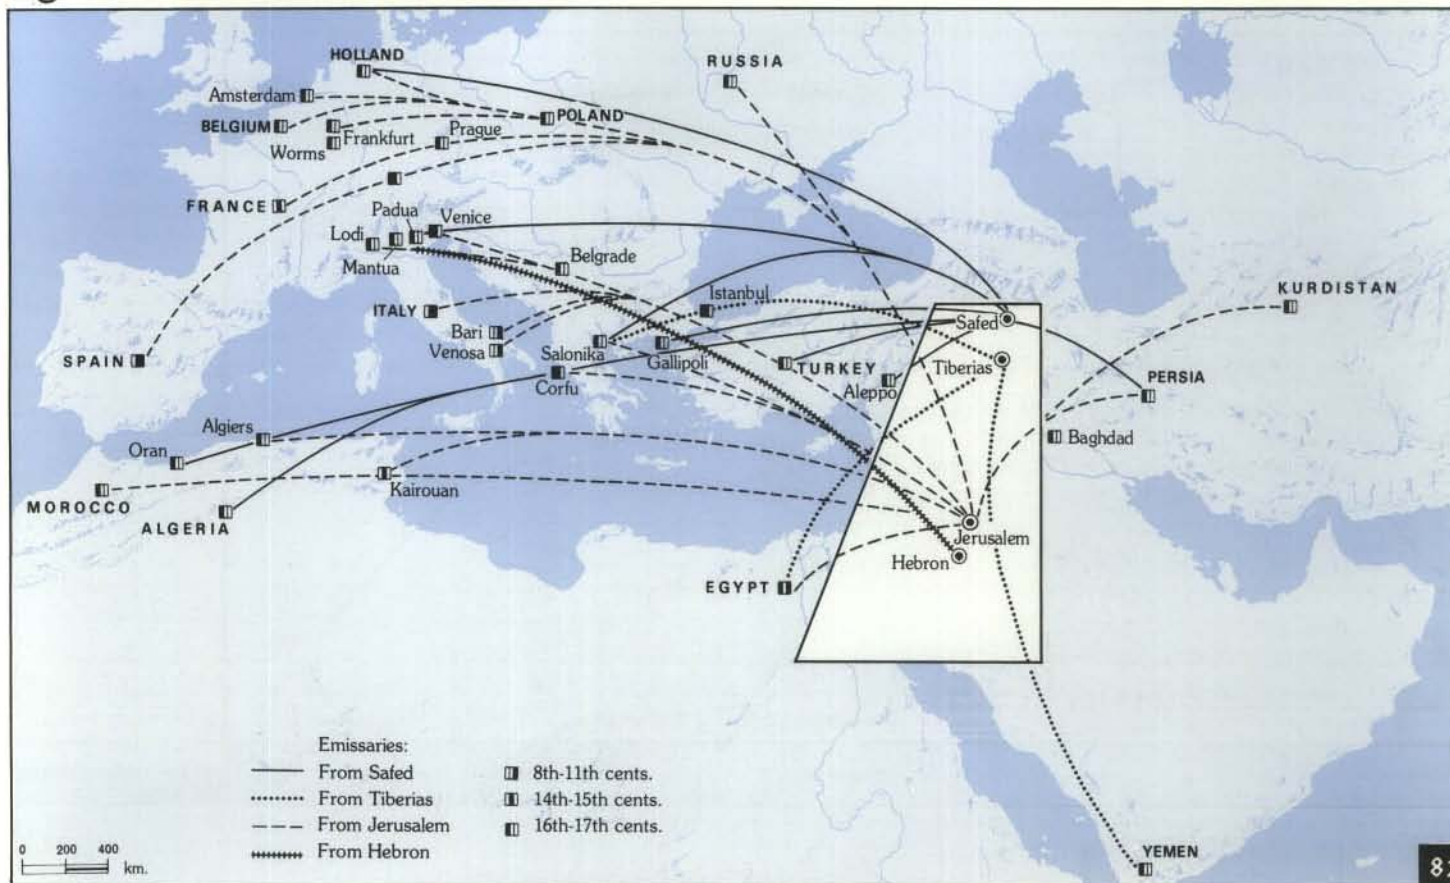 HOLLAND
RUSSIA
Amsterdam
BELGIUM
POLAND
Frankfurt
Prague
Worms
FRANCE
Padua
Venice
Lodi
Mantua
Belgrade
KURDISTAN
ITALY
Istanbul
Bari
Safed
Venosa
Salonika
SPAIN
Gallipoli
TURKEY
Tiberias
Corfu
Aleppo
PERSIA
Algiers
Baghdad
Oran
Kairouan
MOROCCO
ALGERIA
Jerusalem
Hebron
EGYPT
Emissaries:
From Safed
8th-11th cents.
From Tiberias
14th-15th cents.
From Jerusalem
16th-17th cents.
From Hebron
0 200 400
km.
YEMEN